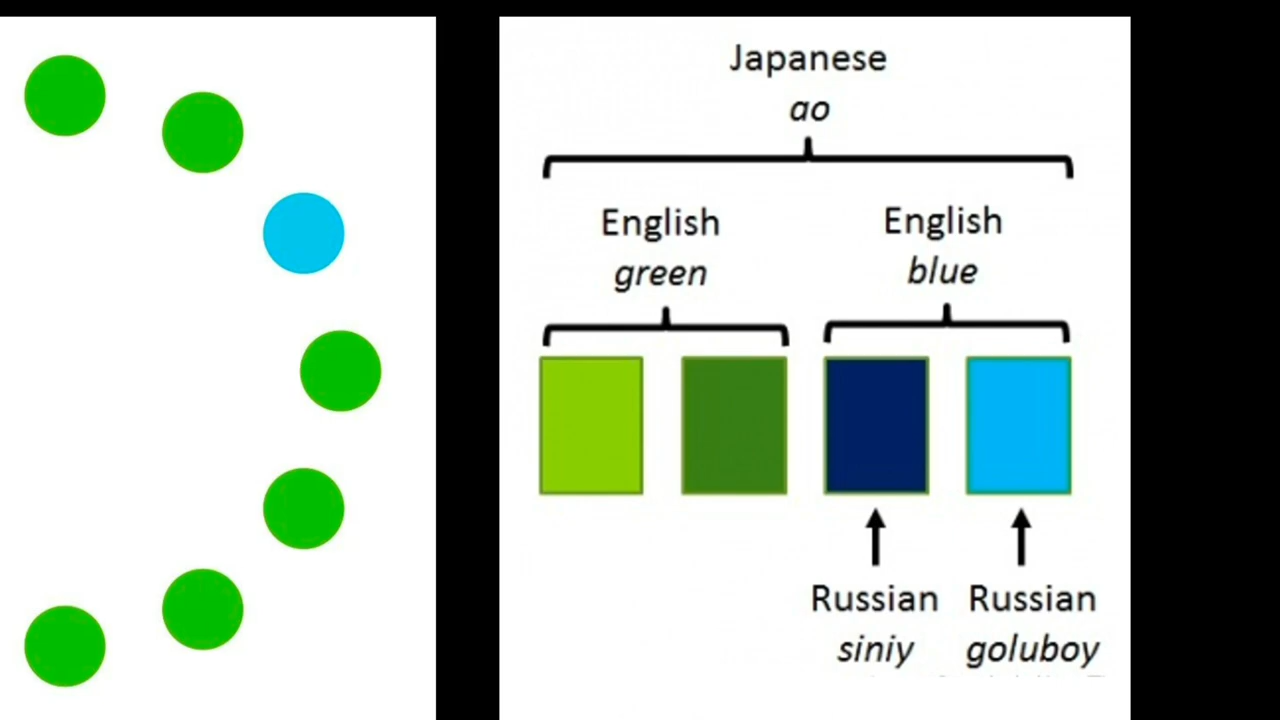 Japanese
ao
English
green
English
blue
Russian
siniy
Russian
goluboy